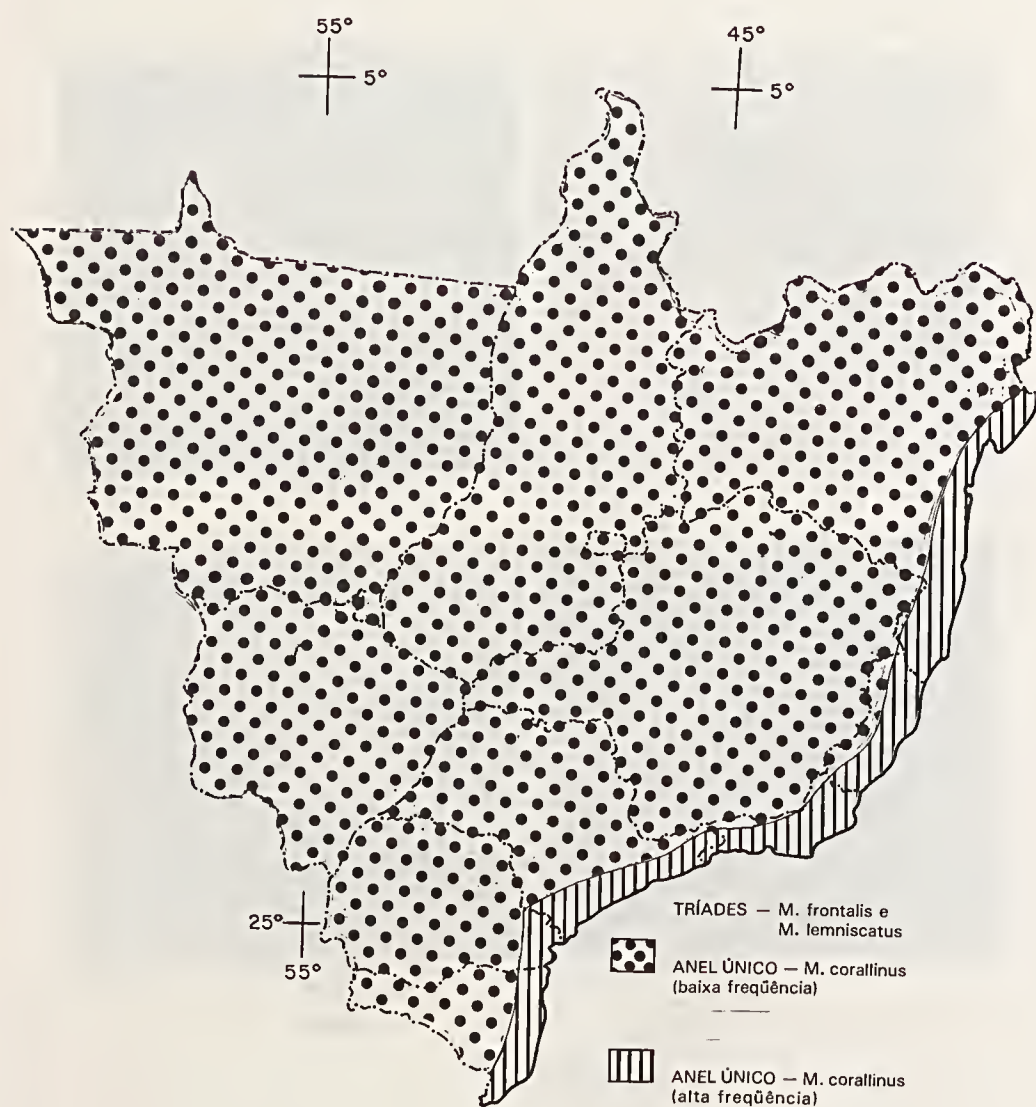 55°
5°
45°
5°
25°
55°
TRÍADES — M. frontalis e
M. lemniscatus
ANEL ÚNICO — M. corallinus
(baixa freqüência)
ANEL ÚNICO — M. corallinus
(alta freqüência)